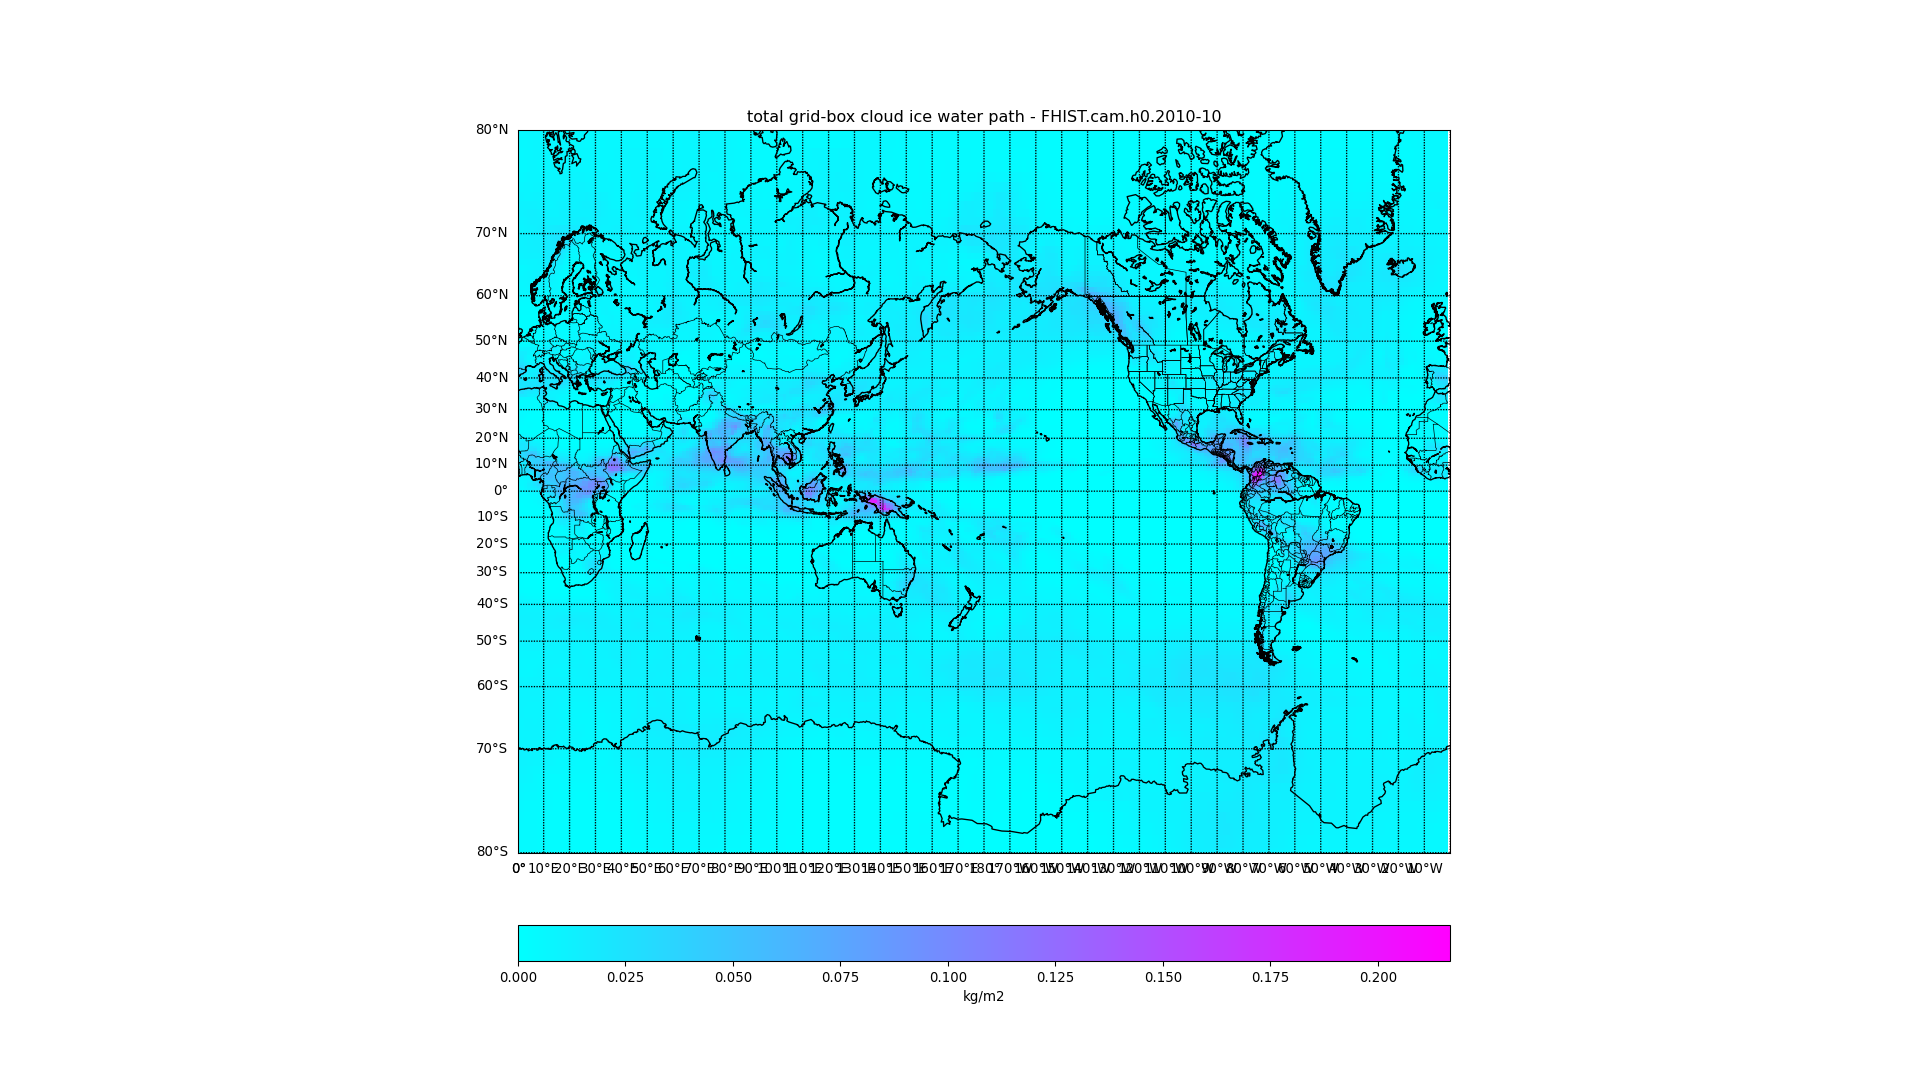 total grid-box cloud ice water path - FHIST.cam.h0.2010-10
80°N
70°N
60°N
50°N
40°N
30°N
20°N
10°N
0°
10°S
20°S
30°S
40°S
50°S
60°S
70°S
80°S
0° 10°E 20°E 30°E 40°E 50°E 60°E 70°E 80°E 90°E 100°E 110°E 120°E 130°E 140°E 150°E 160°E 170°E 180° 170°W 160°W 150°W 140°W 130°W 120°W 110°W 100°W 90°W 80°W 70°W 60°W 50°W 40°W 30°W 20°W 10°W
0.000 0.025 0.050 0.075 0.100 0.125 0.150 0.175 0.200
kg/m2